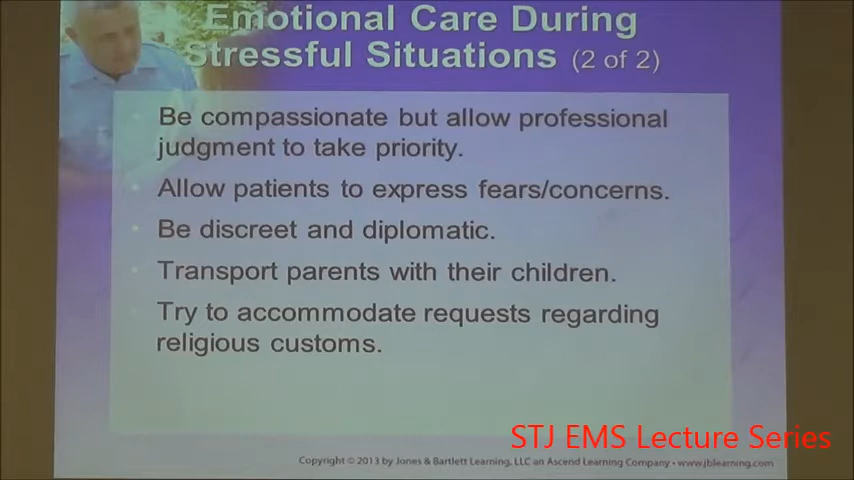 Emotional Care During
Stressful Situations (2 of 2)
Be compassionate but allow professional
judgment to take priority.
Allow patients to express fears/concerns.
Be discreet and diplomatic.
Transport parents with their children.
Try to accommodate requests regarding
religious customs.
STJ EMS Lecture Series
Copyright © 2013 by Jones & Bartlett Learning, LLC an Ascend Learning Company • www.jblearning.com